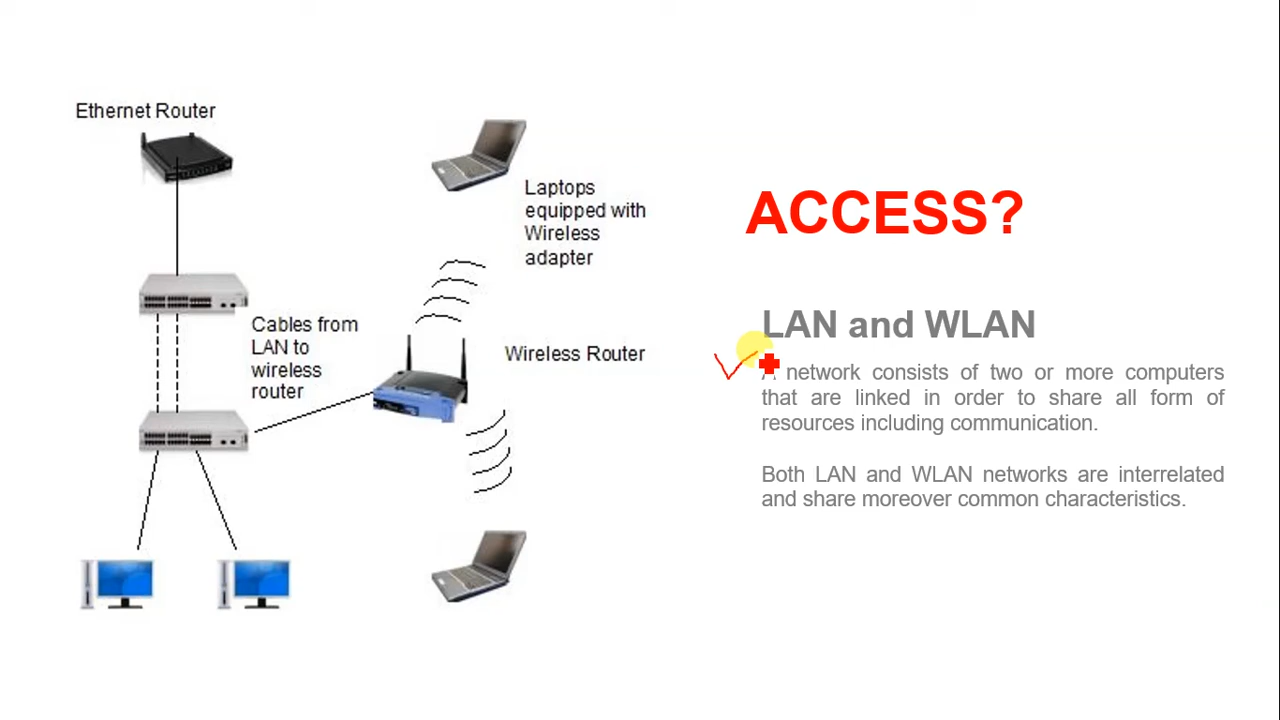 Ethernet Router
Laptops
equipped with
Wireless
adapter
Cables from
LAN to
wireless
router
Wireless Router
ACCESS?
LAN and WLAN
A network consists of two or more computers
that are linked in order to share all form of
resources including communication.
Both LAN and WLAN networks are interrelated
and share moreover common characteristics.